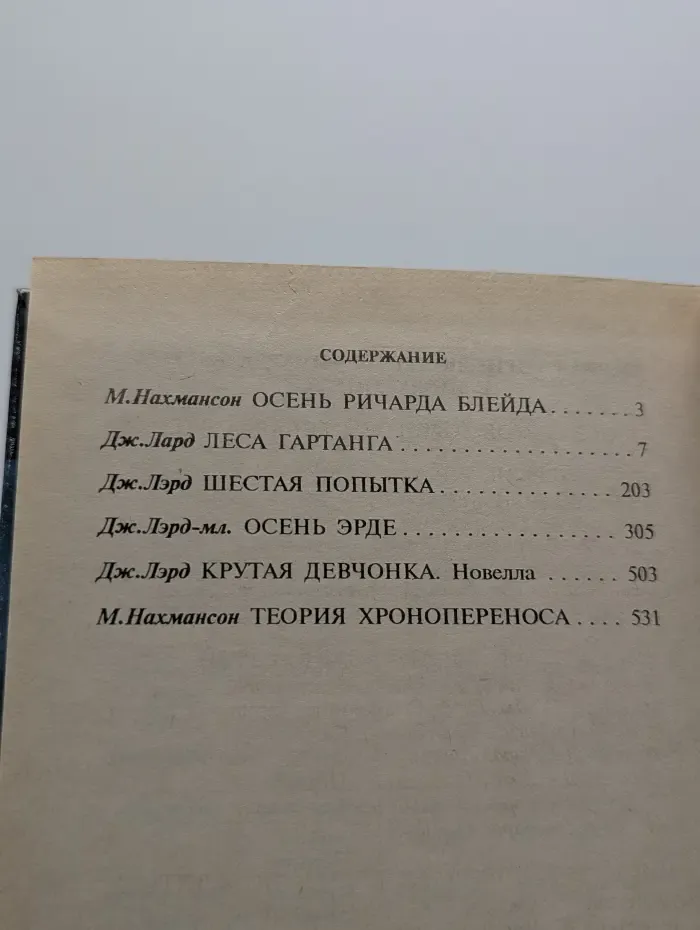 СОДЕРЖАНИЕ
М.Нахмансон ОСЕНЬ РИЧАРДА БЛЕЙДА....... 3
Дж.Лард ЛЕСА ГАРТАНГА..................... 7
Дж.Лэрд ШЕСТАЯ ПОПЫТКА............... 203
Дж.Лэрд-мл. ОСЕНЬ ЭРДЕ................... 305
Дж.Лэрд КРУТАЯ ДЕВЧОНКА. Новелла ...... 503
М.Нахмансон ТЕОРИЯ ХРОНОПЕРЕНОСА.... 531